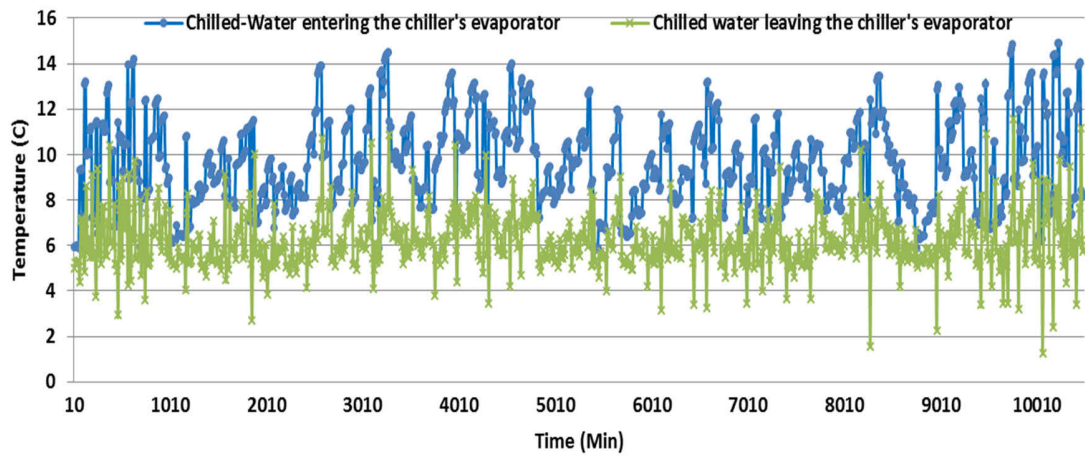 Chilled-Water entering the chiller's evaporator
Chilled water leaving the chiller's evaporator
16
14
12
10
8
6
4
2
0
Temperature (C)
10 1010 2010 3010 4010 5010 6010 7010 8010 9010 10010
Time (Min)